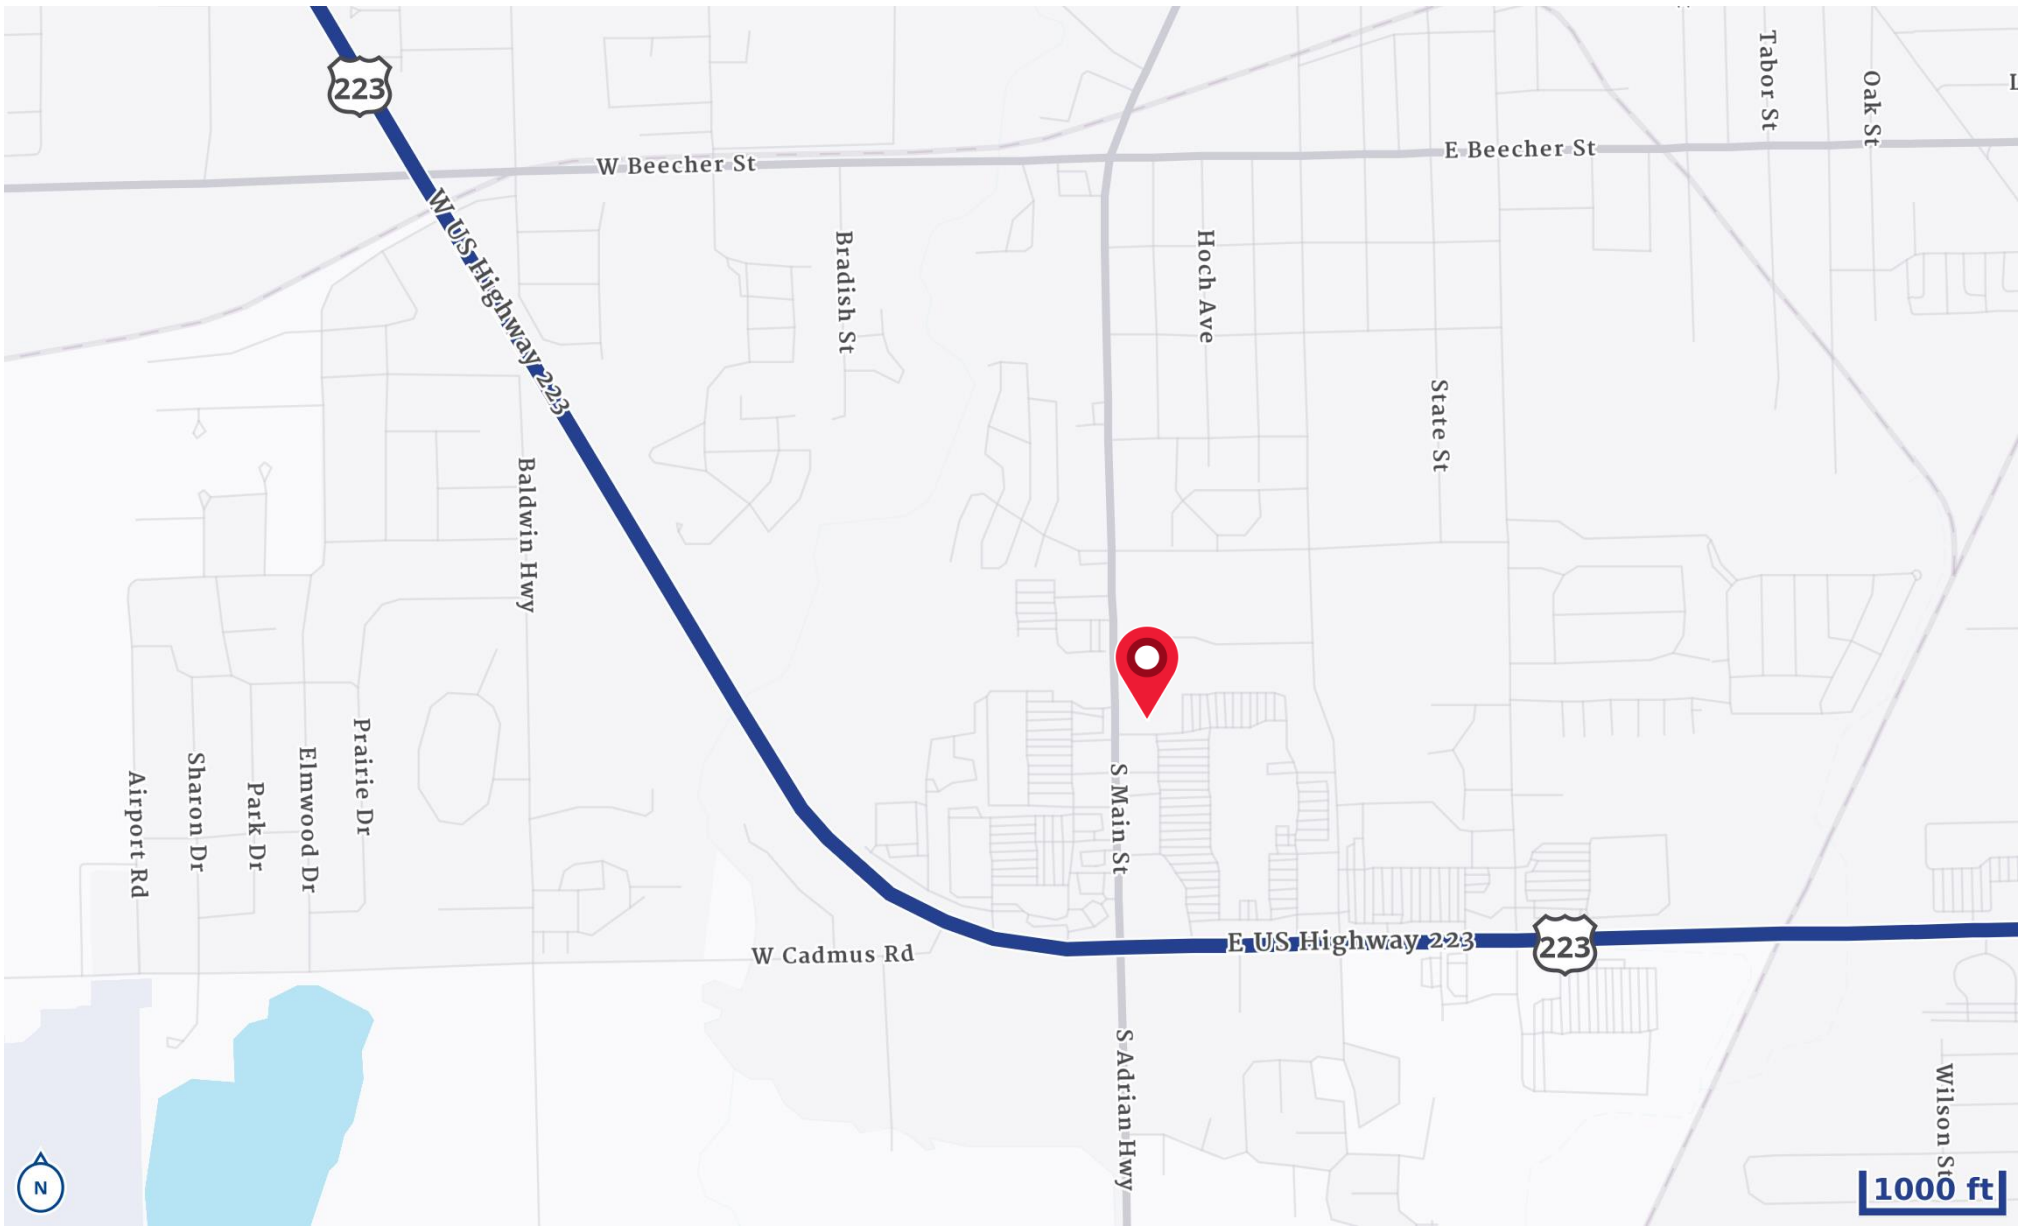 223
Tabor St
Oak St
L
W Beecher St
E Beecher St
W US Highway 223
Bradish St
Hoch Ave
State St
Baldwin Hwy
Prairie Dr
Elmwood Dr
Sharon Dr
Park Dr
Airport Rd
S Main St
W Cadmus Rd
E US Highway 223
223
S Adrian Hwy
Wilson St
N
1000 ft